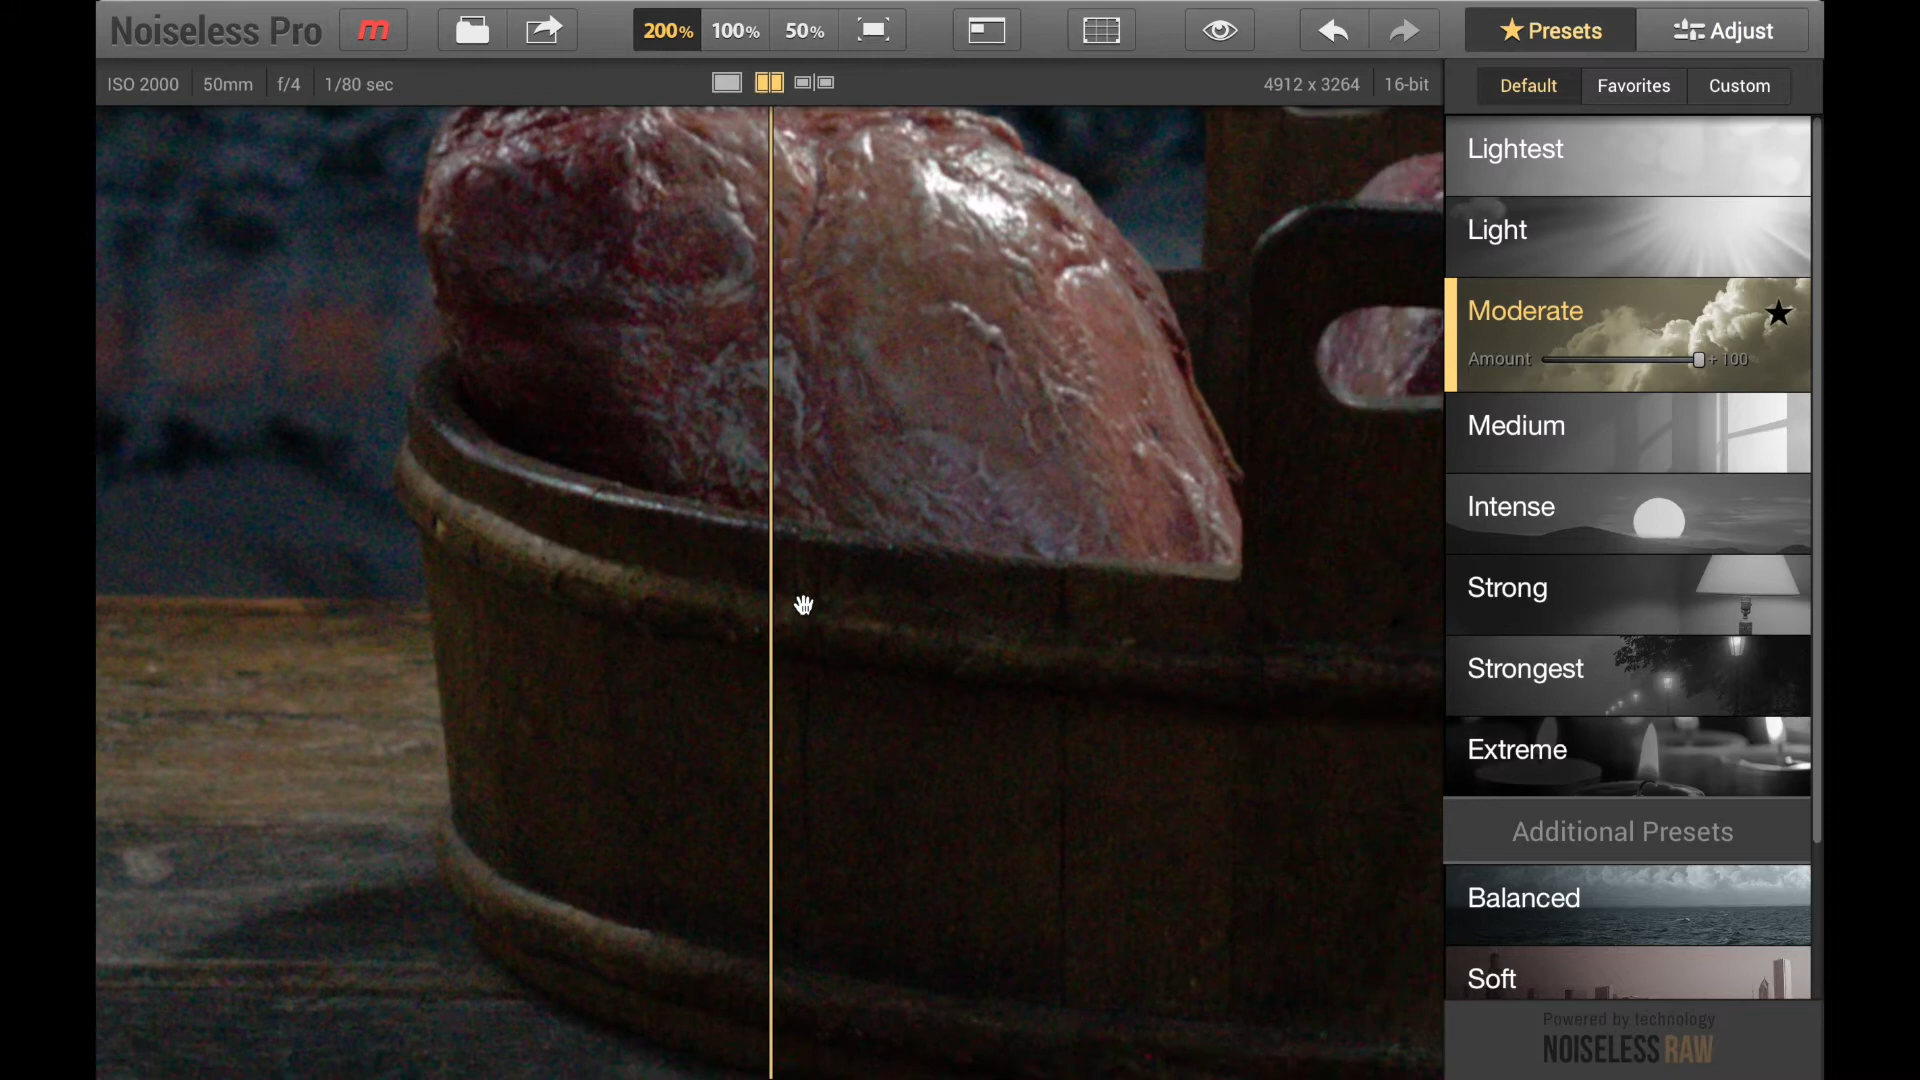 Noiseless Pro m 200% 100% 50% Presets Adjust
ISO 2000 50mm f/4 1/80 sec 4912 x 3264 16-bit Default Favorites Custom
Lightest
Light
Moderate
Amount + 100
Medium
Intense
Strong
Strongest
Extreme
Additional Presets
Balanced
Soft
Powered by technology
NOISELESS RAW